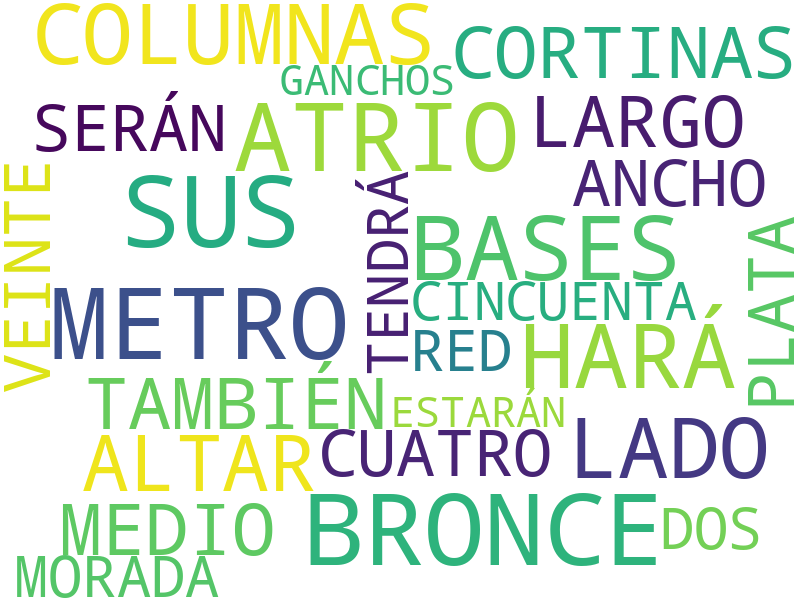 COLUMNAS
CORTINAS
GANCHOS
SERÁN
ATRIO
LARGO
ANCHO
SUS
VEINTE
TENDRÁ
BASES
PLATA
METRO
CINCUENTA
RED
HARÁ
TAMBIÉN
ESTARÁN
ALTAR
CUATRO
LADO
BRONCE
MEDIO
DOS
MORADA